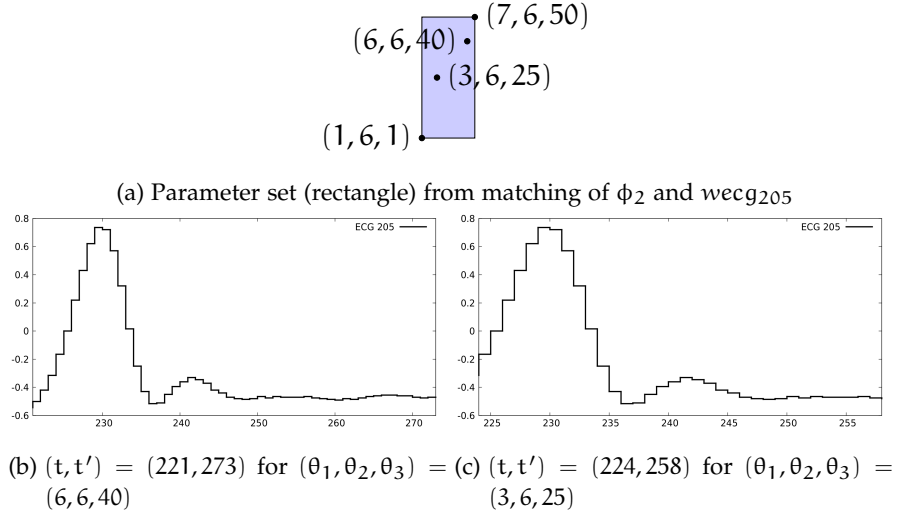 (7, 6, 50)
(6, 6, 40)
(3, 6, 25)
(1, 6, 1)
(a) Parameter set (rectangle) from matching of ϕ₂ and wecg₂₀₅
0.8
0.6
0.4
0.2
0
-0.2
-0.4
-0.6
ECG 205
230
240
250
260
270
0.8
0.6
0.4
0.2
0
-0.2
-0.4
-0.6
ECG 205
225
230
235
240
245
250
255
(b) (t, t′) = (221, 273) for (θ₁, θ₂, θ₃) =
(6, 6, 40)
(c) (t, t′) = (224, 258) for (θ₁, θ₂, θ₃) =
(3, 6, 25)